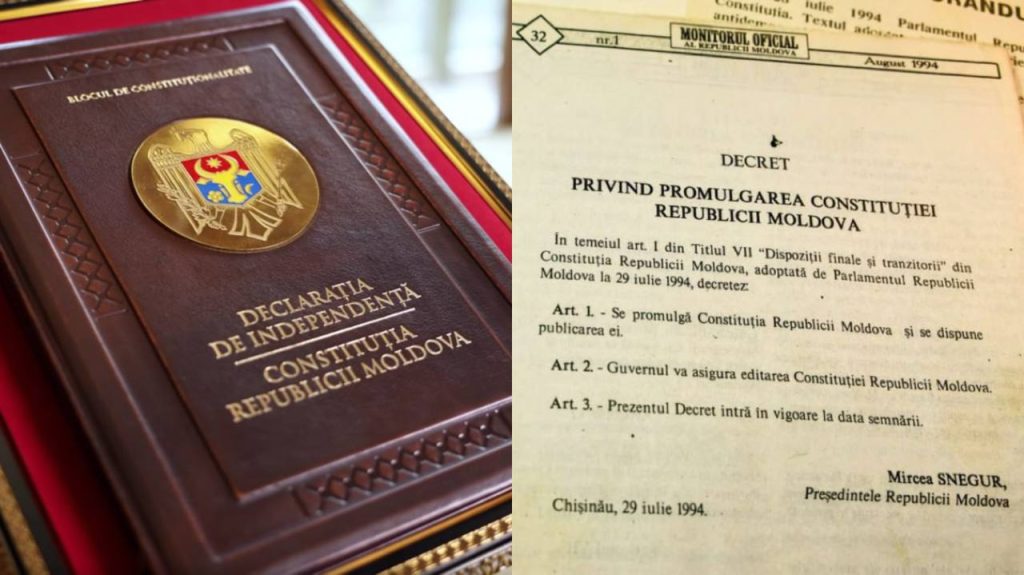 BLOCUL DE CONSTITUȚIONALITATE
DECLARAȚIA
DE INDEPENDENȚĂ
CONSTITUȚIA
REPUBLICII MOLDOVA
iulie 1994 Parlamentul Repu
Constituția. Textul
32
nr.1
MONITORUL OFICIAL
AL REPUBLICII MOLDOVA
August 1994
DECRET
PRIVIND PROMULGAREA CONSTITUȚIEI
REPUBLICII MOLDOVA
În temeiul art. I din Titlul VII "Dispoziții finale și tranzitorii" din
Constituția Republicii Moldova, adoptată de Parlamentul Republicii
Moldova la 29 iulie 1994, decretez:
Art. 1. - Se promulgă Constituția Republicii Moldova și se dispune
publicarea ei.
Art. 2. - Guvernul va asigura editarea Constituției Republicii Moldova.
Art. 3. - Prezentul Decret intră în vigoare la data semnării.
Mircea SNEGUR,
Președintele Republicii Moldova
Chișinău, 29 iulie 1994.